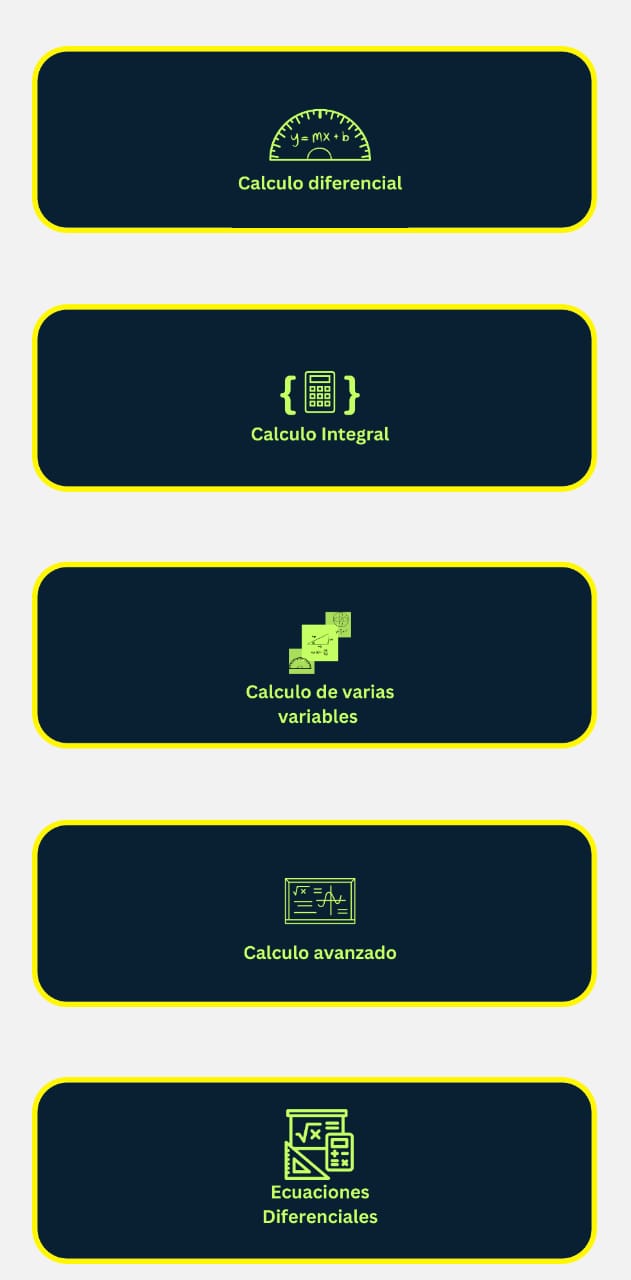 y = mx + b
Calculo diferencial
{ }
Calculo Integral
Calculo de varias
variables
√x =
Calculo avanzado
√x
Ecuaciones
Diferenciales